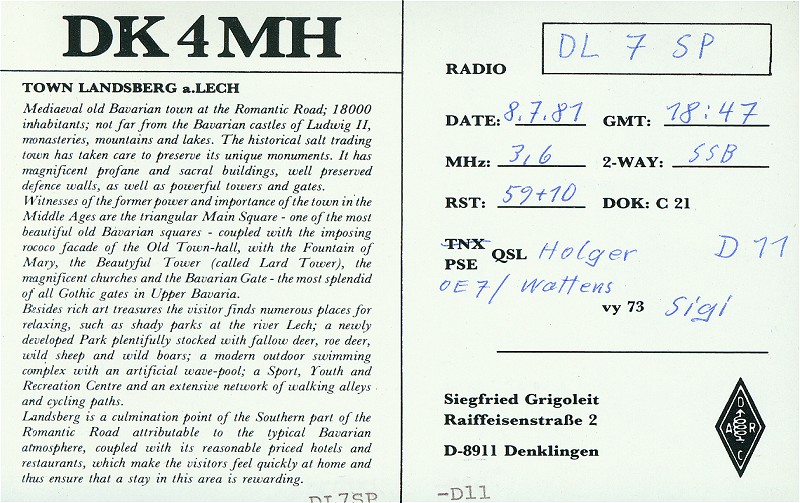 DK4MH
TOWN LANDSBERG a.LECH
Mediaeval old Bavarian town at the Romantic Road; 18000
inhabitants; not far from the Bavarian castles of Ludwig II,
monasteries, mountains and lakes. The historical salt trading
town has taken care to preserve its unique monuments. It has
magnificent profane and sacral buildings, well preserved
defence walls, as well as powerful towers and gates.
Witnesses of the former power and importance of the town in the
Middle Ages are the triangular Main Square - one of the most
beautiful old Bavarian squares - coupled with the imposing
rococo facade of the Old Town-hall, with the Fountain of
Mary, the Beautyful Tower (called Lard Tower), the
magnificent churches and the Bavarian Gate - the most splendid
of all Gothic gates in Upper Bavaria.
Besides rich art treasures the visitor finds numerous places for
relaxing, such as shady parks at the river Lech; a newly
developed Park plentifully stocked with fallow deer, roe deer,
wild sheep and wild boars; a modern outdoor swimming
complex with an artificial wave-pool; a Sport, Youth and
Recreation Centre and an extensive network of walking alleys
and cycling paths.
Landsberg is a culmination point of the Southern part of the
Romantic Road attributable to the typical Bavarian
atmosphere, coupled with its reasonable priced hotels and
restaurants, which make the visitors feel quickly at home and
thus ensure that a stay in this area is rewarding.
RADIO DL 7 SP
DATE: 8.7.81 GMT: 18:47
MHz: 3,6 2-WAY: SSB
RST: 59+10 DOK: C 21
TNX
PSE QSL Holger D 11
OE7/ Wattens
vy 73 Sigi
Siegfried Grigoleit
Raiffeisenstraße 2
D-8911 Denklingen
D
A R
C
DL7SP -D11